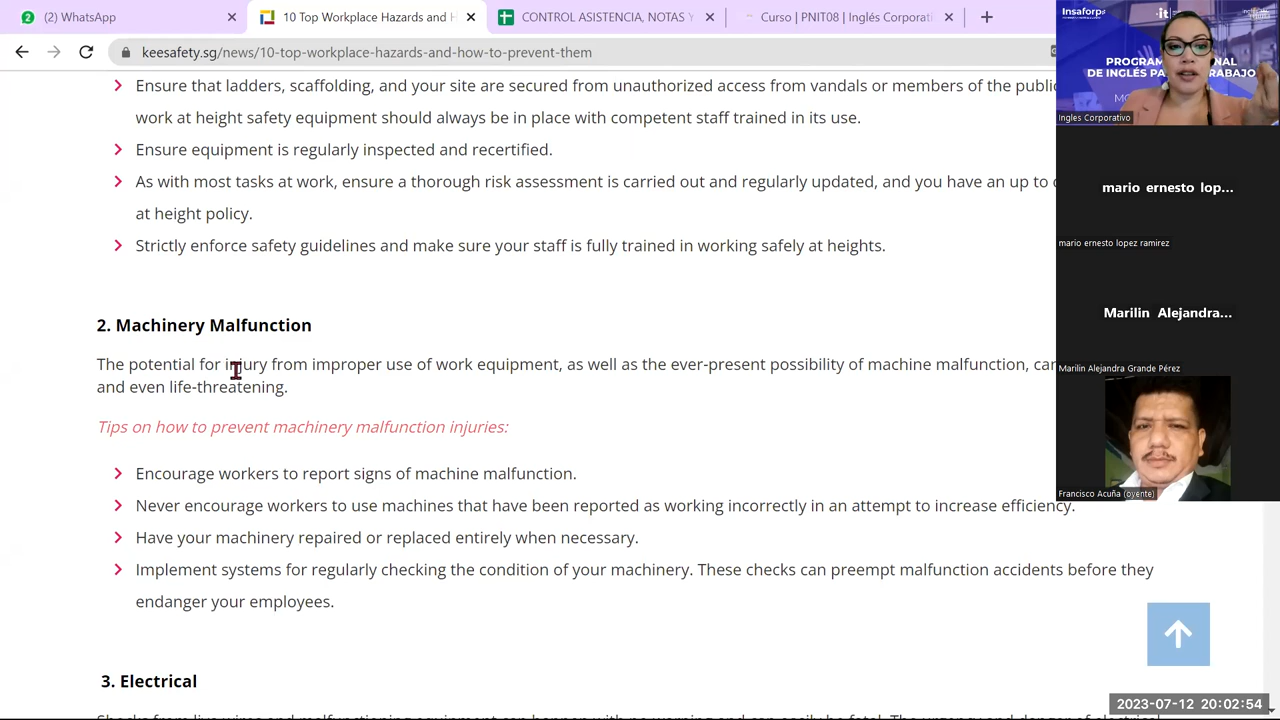 (2) WhatsApp
10 Top Workplace Hazards and H
CONT
ASISTEN
NOTAS
Curso In
08 | Inglés Corporati
keesafety.sg/news/10-top-workplace-hazards-and-how-to-prevent-them
Ensure that ladders, scaffolding, and your site are secured from unauthorized access from vandals or members of the public
work at height safety equipment should always be in place with competent staff trained in its use.
Ensure equipment is regularly inspected and recertified.
As with most tasks at work, ensure a thorough risk assessment is carried out and regularly updated, and you have an up to
at height policy.
Strictly enforce safety guidelines and make sure your staff is fully trained in working safely at heights.
2. Machinery Malfunction
The potential for injury from improper use of work equipment, as well as the ever-present possibility of machine malfunction, can
and even life-threatening.
Tips on how to prevent machinery malfunction injuries:
Encourage workers to report signs of machine malfunction.
Never encourage workers to use machines that have been reported as working incorrectly in an attempt to increase efficiency.
Have your machinery repaired or replaced entirely when necessary.
Implement systems for regularly checking the condition of your machinery. These checks can preempt malfunction accidents before they
endanger your employees.
3. Electrical
Insaforp
it
PROGRAM
NAL
DE INGLÉS PA
RABAJO
Ingles Corporativo
mario ernesto lop...
mario ernesto lopez ramirez
Marilin Alejandra...
Marilin Alejandra Grande Pérez
Francisco Acuña (oyente)
2023-07-12 20:02:54